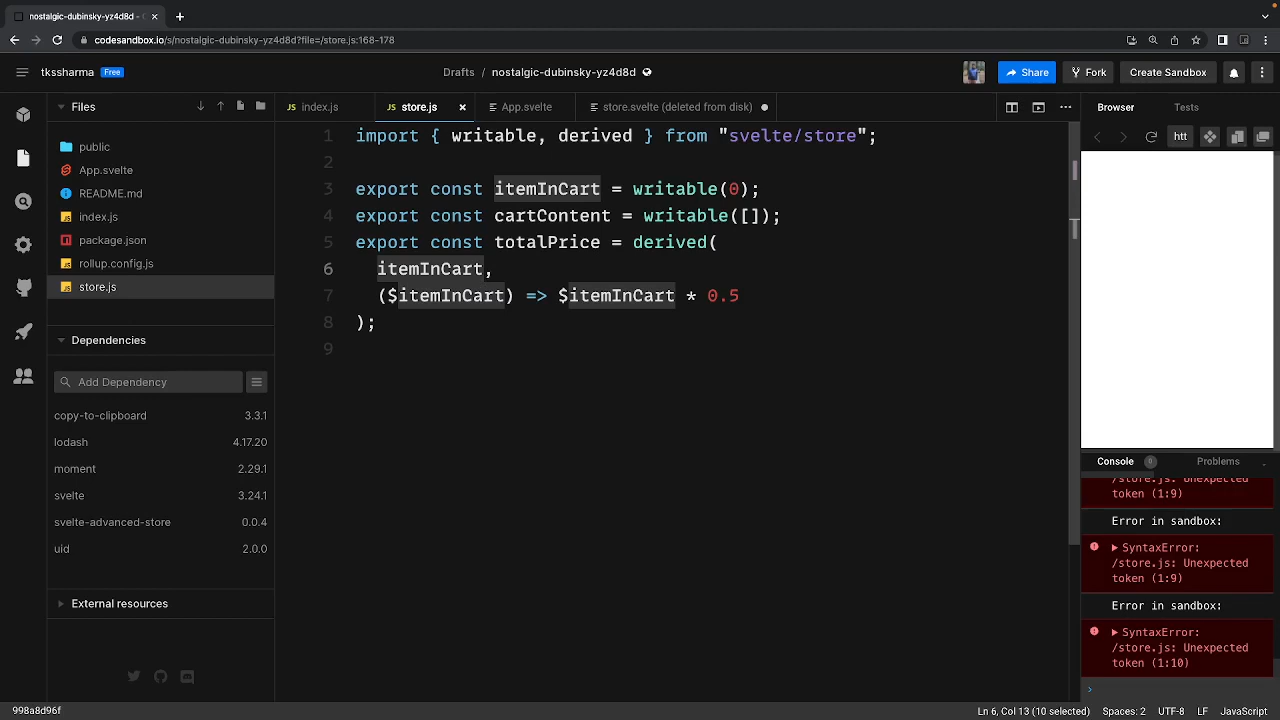 nostalgic-dubinsky-yz4d8d -
codesandbox.io/s/nostalgic-dubinsky-yz4d8d?file=/store.js:168-178
tkssharma Free
Drafts / nostalgic-dubinsky-yz4d8d
Share
Fork
Create Sandbox
Files
public
App.svelte
README.md
index.js
package.json
rollup.config.js
store.js
Dependencies
Add Dependency
copy-to-clipboard 3.3.1
lodash 4.17.20
moment 2.29.1
svelte 3.24.1
svelte-advanced-store 0.0.4
uid 2.0.0
External resources
index.js
store.js
App.svelte
store.svelte (deleted from disk)
1 import { writable, derived } from "svelte/store";
2
3 export const itemInCart = writable(0);
4 export const cartContent = writable([]);
5 export const totalPrice = derived(
6 itemInCart,
7 ($itemInCart) => $itemInCart * 0.5
8 );
9
Browser
Tests
htt
Console 0
Problems
/store.js: Unexpected
token (1:9)
Error in sandbox:
SyntaxError:
/store.js: Unexpected
token (1:9)
Error in sandbox:
SyntaxError:
/store.js: Unexpected
token (1:10)
998a8d96f
Ln 6, Col 13 (10 selected)
Spaces: 2
UTF-8
LF
JavaScript